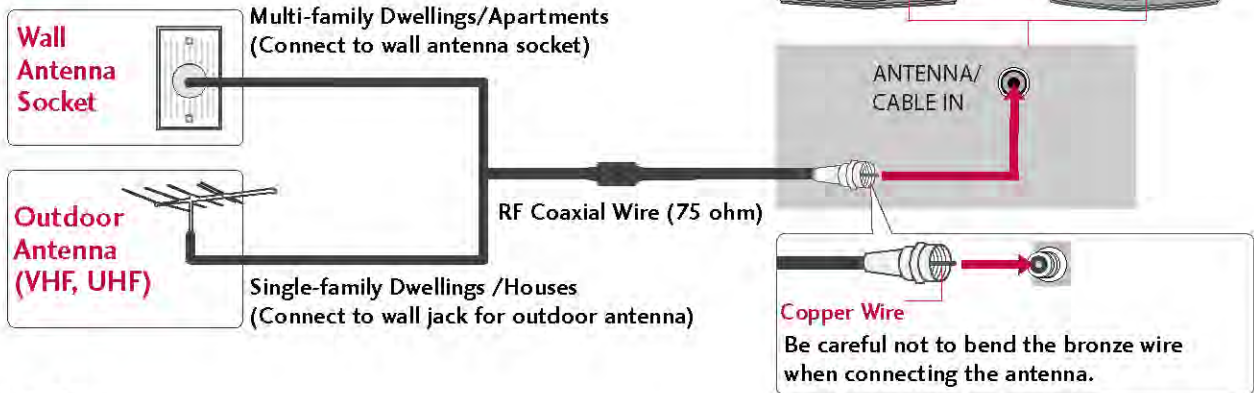 Wall
Antenna
Socket
Multi-family Dwellings/Apartments
(Connect to wall antenna socket)
Outdoor
Antenna
(VHF, UHF)
Single-family Dwellings /Houses
(Connect to wall jack for outdoor antenna)
RF Coaxial Wire (75 ohm)
ANTENNA/
CABLE IN
Copper Wire
Be careful not to bend the bronze wire
when connecting the antenna.